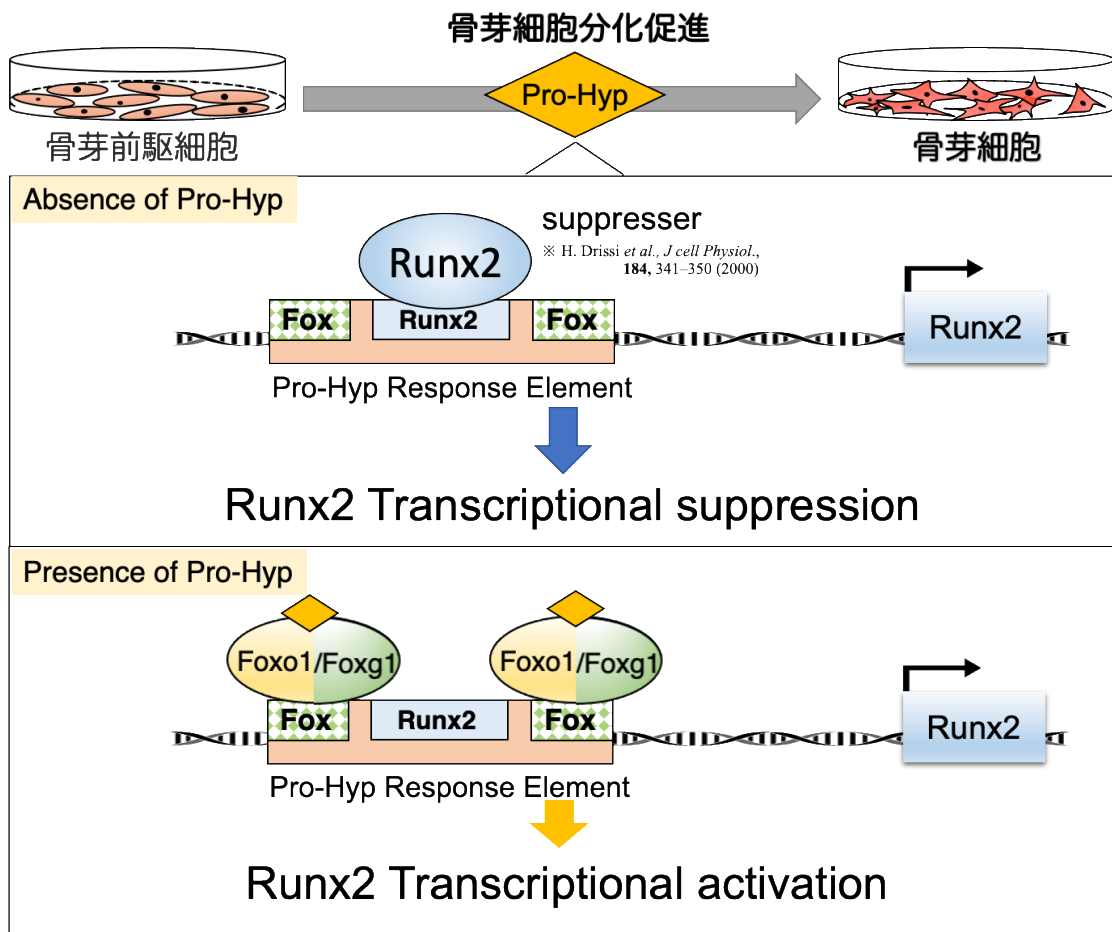 骨芽細胞分化促進
Pro-Hyp
骨芽前駆細胞
骨芽細胞
Absence of Pro-Hyp
suppresser
※ H. Drissi et al., J cell Physiol.,
184, 341–350 (2000)
Runx2
Fox
Runx2
Fox
Runx2
Pro-Hyp Response Element
Runx2 Transcriptional suppression
Presence of Pro-Hyp
Foxo1/Foxg1
Foxo1/Foxg1
Fox
Runx2
Fox
Runx2
Pro-Hyp Response Element
Runx2 Transcriptional activation